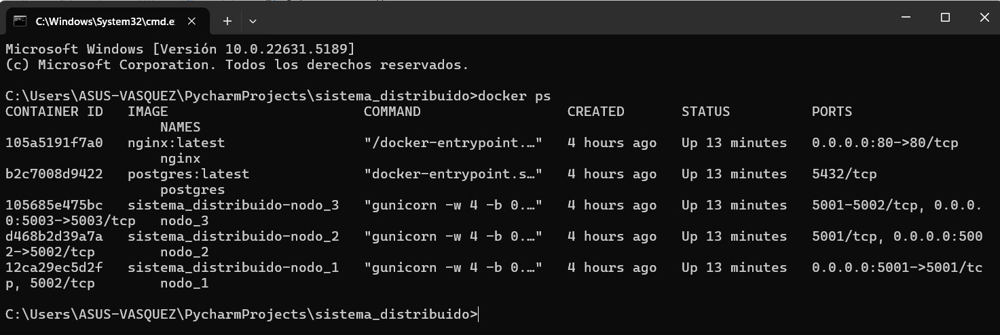 C:\Windows\System32\cmd.e
Microsoft Windows [Versión 10.0.22631.5189]
(c) Microsoft Corporation. Todos los derechos reservados.
C:\Users\ASUS-VASQUEZ\PycharmProjects\sistema_distribuido>docker ps
CONTAINER ID   IMAGE                        COMMAND                  CREATED       STATUS          PORTS
                   NAMES
105a5191f7a0   nginx:latest                 "/docker-entrypoint.…"   4 hours ago   Up 13 minutes   0.0.0.0:80->80/tcp
                   nginx
b2c7008d9422   postgres:latest              "docker-entrypoint.s…"   4 hours ago   Up 13 minutes   5432/tcp
                   postgres
105685e475bc   sistema_distribuido-nodo_3   "gunicorn -w 4 -b 0.…"   4 hours ago   Up 13 minutes   5001-5002/tcp, 0.0.0.
0:5003->5003/tcp   nodo_3
d468b2d39a7a   sistema_distribuido-nodo_2   "gunicorn -w 4 -b 0.…"   4 hours ago   Up 13 minutes   5001/tcp, 0.0.0.0:500
2->5002/tcp        nodo_2
12ca29ec5d2f   sistema_distribuido-nodo_1   "gunicorn -w 4 -b 0.…"   4 hours ago   Up 13 minutes   0.0.0.0:5001->5001/tc
p, 5002/tcp        nodo_1
C:\Users\ASUS-VASQUEZ\PycharmProjects\sistema_distribuido>